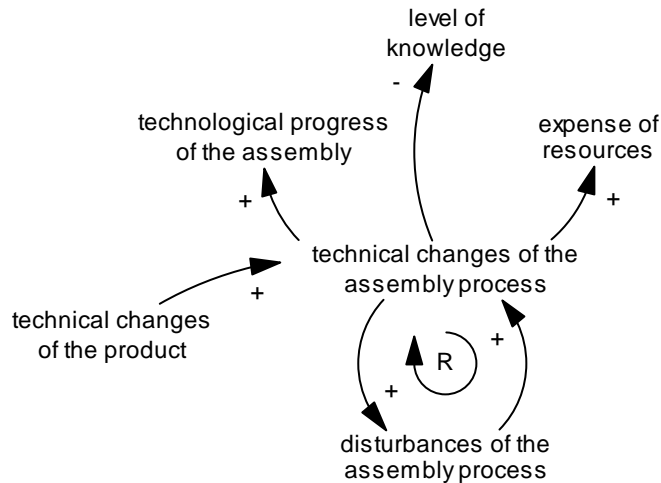 level of
knowledge
-
technological progress
of the assembly
expense of
resources
+
+
technical changes of the
assembly process
+
technical changes
of the product
+
R
+
disturbances of the
assembly process